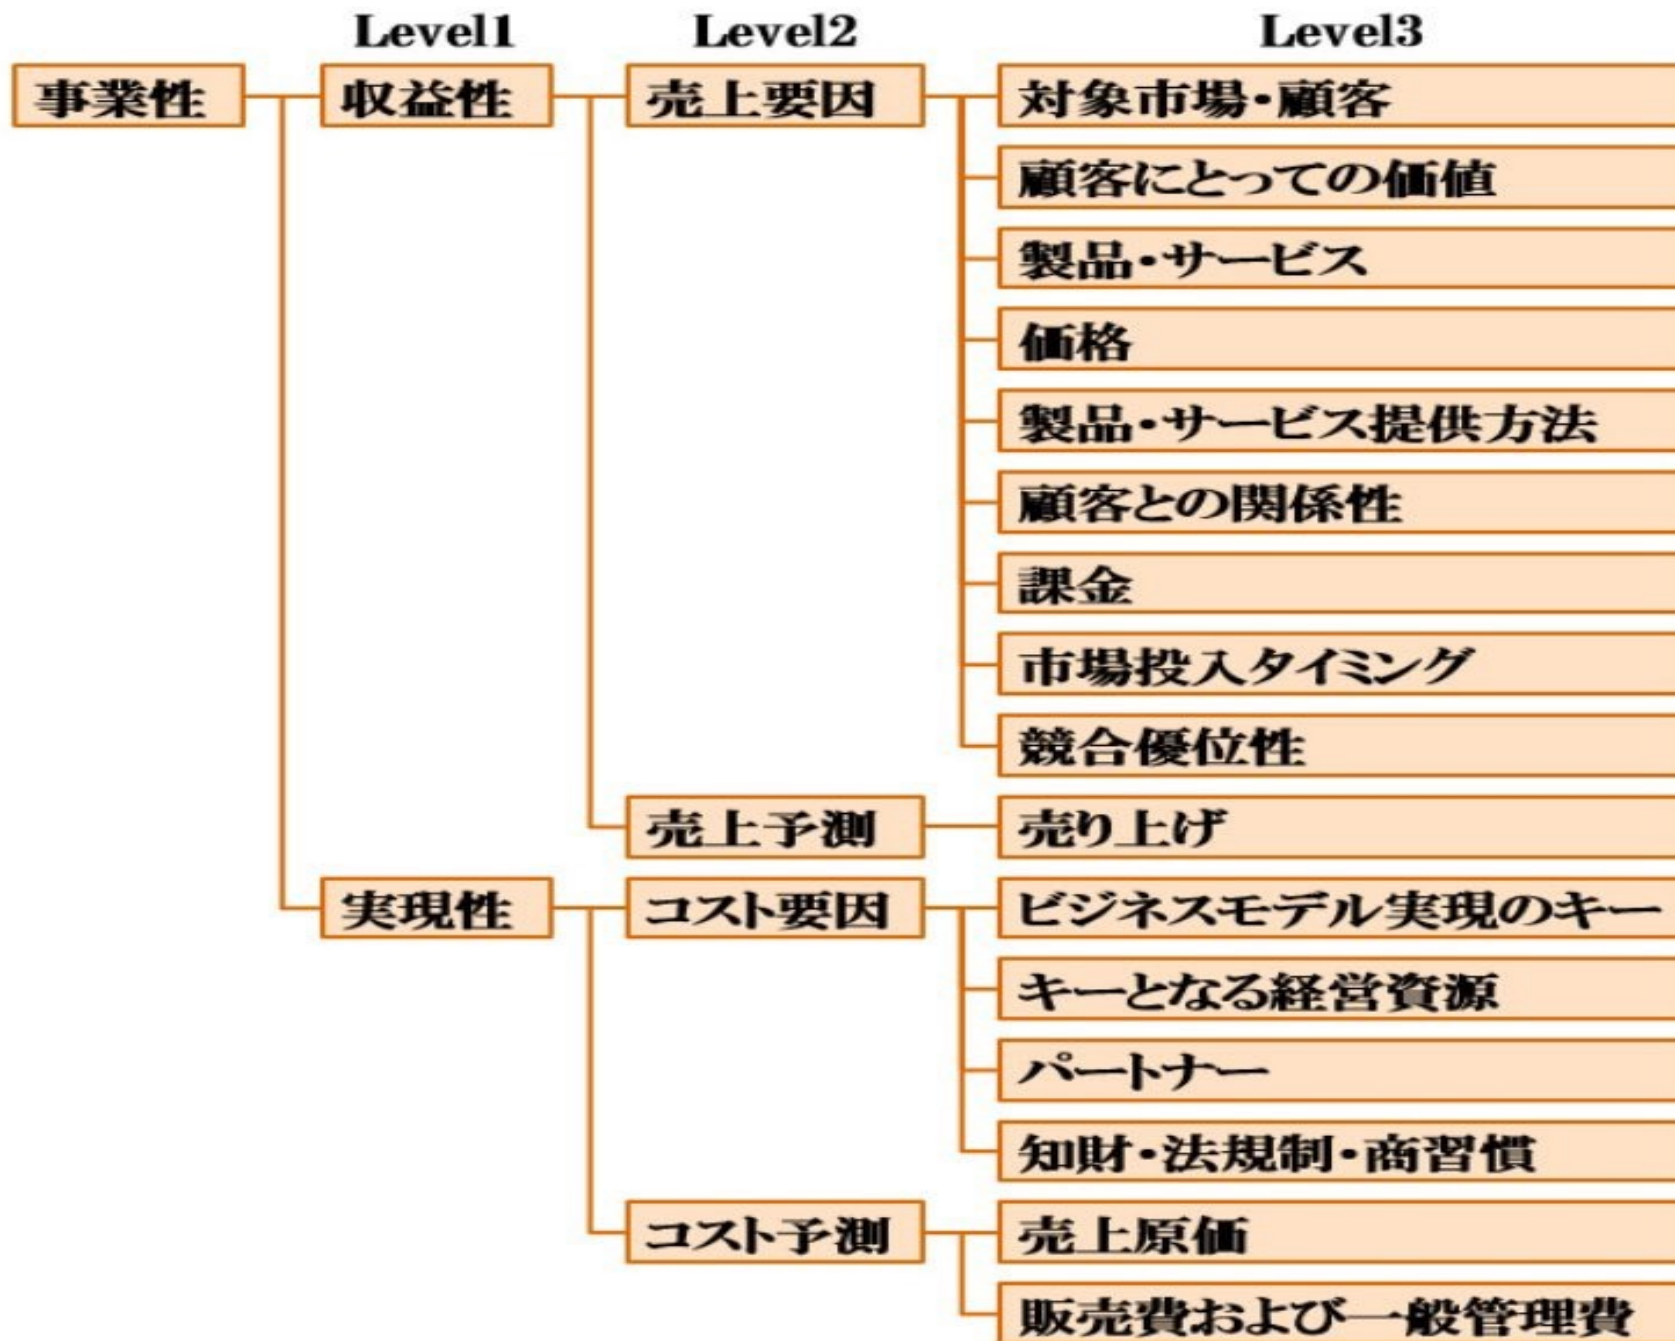 Level1 Level2 Level3
事業性 収益性 売上要因 対象市場・顧客
顧客にとっての価値
製品・サービス
価格
製品・サービス提供方法
顧客との関係性
課金
市場投入タイミング
競合優位性
売上予測 売り上げ
実現性 コスト要因 ビジネスモデル実現のキー
キーとなる経営資源
パートナー
知財・法規制・商習慣
コスト予測 売上原価
販売費および一般管理費